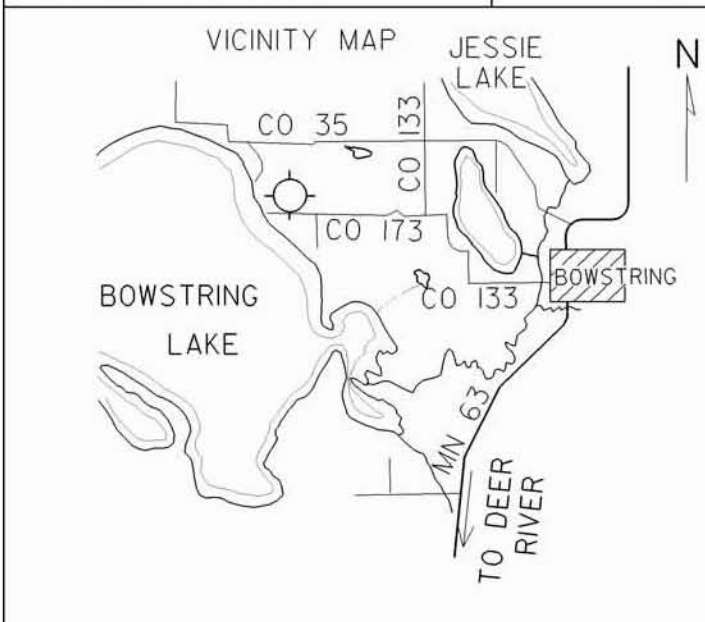 VICINITY MAP
JESSIE
LAKE
N
CO 35
CO 133
CO 173
BOWSTRING
CO 133
BOWSTRING
LAKE
MN 63
TO DEER
RIVER